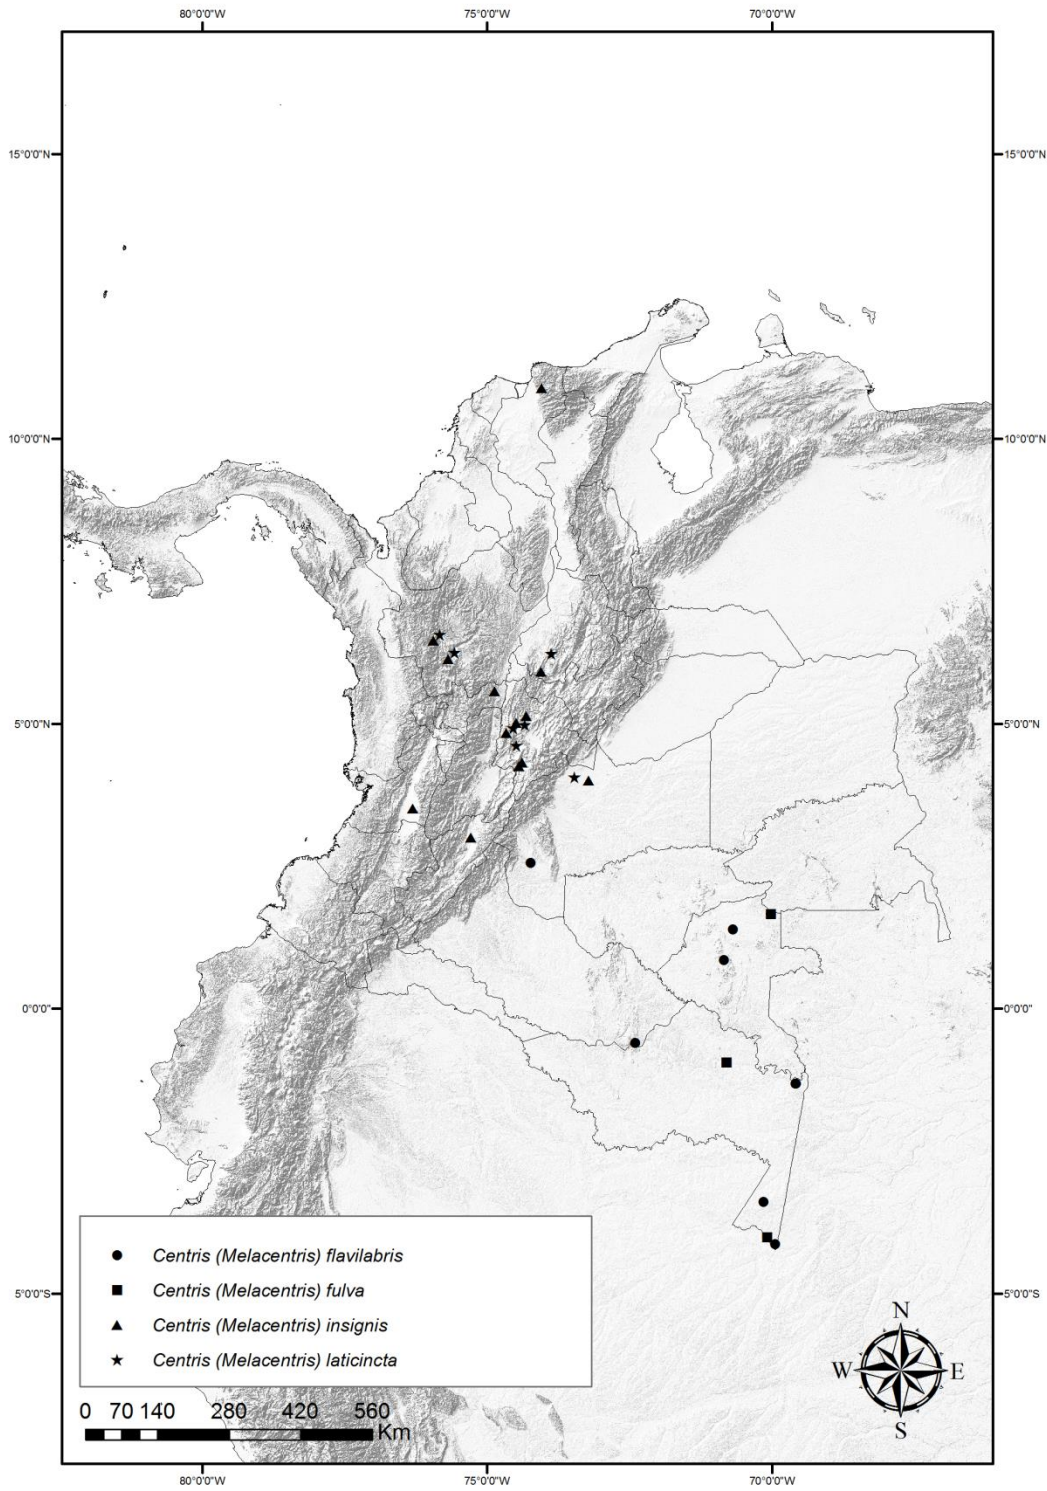 80°0'0"W 75°0'0"W 70°0'0"W
15°0'0"N 15°0'0"N
10°0'0"N 10°0'0"N
5°0'0"N 5°0'0"N
0°0'0" 0°0'0"
Centris (Melacentris) flavilabris
Centris (Melacentris) fulva
5°0'0"S 5°0'0"S
Centris (Melacentris) insignis
Centris (Melacentris) laticincta
N
W E
S
0 70 140 280 420 560
Km
80°0'0"W 75°0'0"W 70°0'0"W